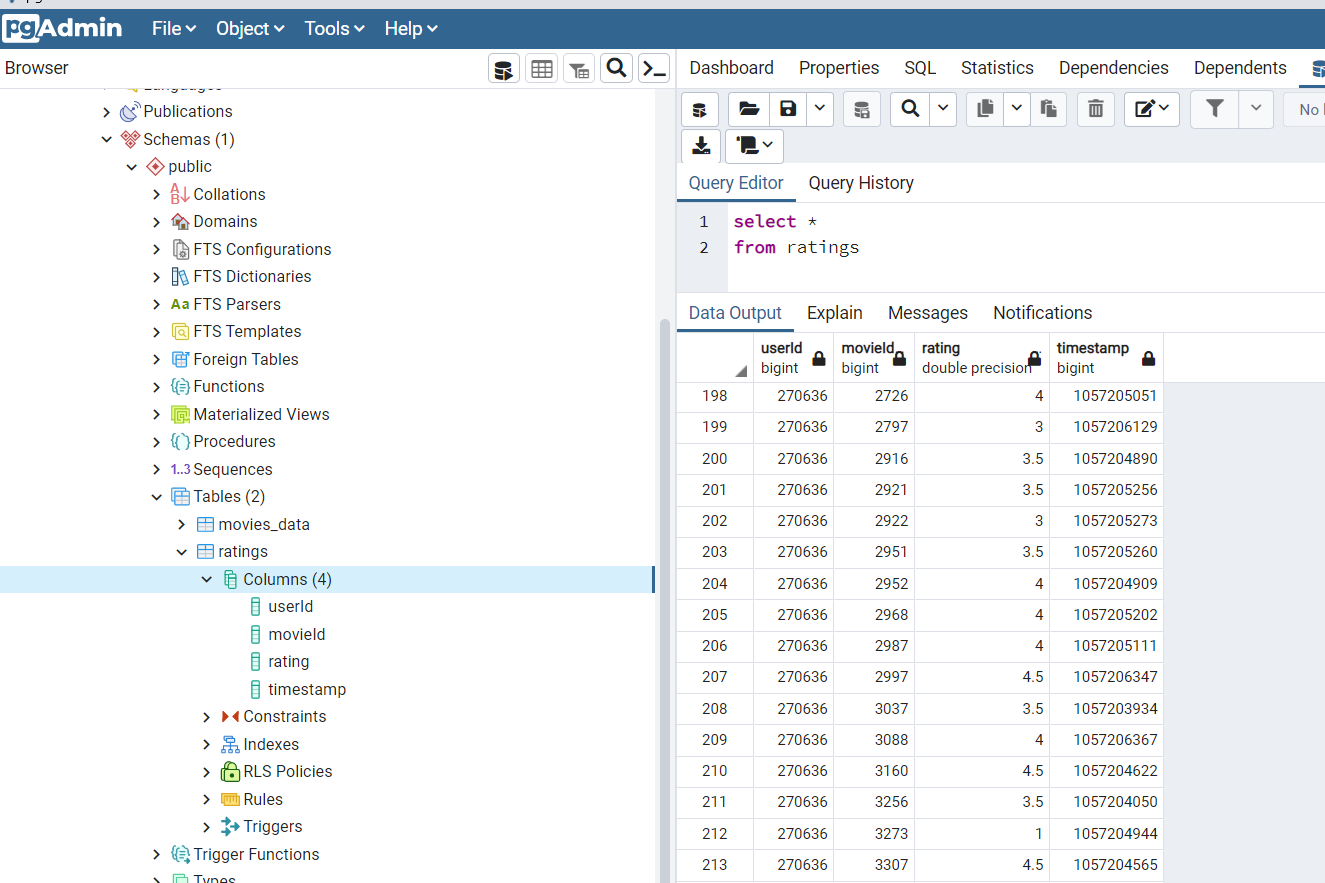 pgAdmin File Object Tools Help
Browser
Languages
Publications
Schemas (1)
public
Collations
Domains
FTS Configurations
FTS Dictionaries
Aa FTS Parsers
FTS Templates
Foreign Tables
Functions
Materialized Views
Procedures
1..3 Sequences
Tables (2)
movies_data
ratings
Columns (4)
userId
movieId
rating
timestamp
Constraints
Indexes
RLS Policies
Rules
Triggers
Trigger Functions
Types
Dashboard Properties SQL Statistics Dependencies Dependents
No
Query Editor Query History
1 select *
2 from ratings
Data Output Explain Messages Notifications
userId movieId rating timestamp
bigint bigint double precision bigint
198 270636 2726 4 1057205051
199 270636 2797 3 1057206129
200 270636 2916 3.5 1057204890
201 270636 2921 3.5 1057205256
202 270636 2922 3 1057205273
203 270636 2951 3.5 1057205260
204 270636 2952 4 1057204909
205 270636 2968 4 1057205202
206 270636 2987 4 1057205111
207 270636 2997 4.5 1057206347
208 270636 3037 3.5 1057203934
209 270636 3088 4 1057206367
210 270636 3160 4.5 1057204622
211 270636 3256 3.5 1057204050
212 270636 3273 1 1057204944
213 270636 3307 4.5 1057204565